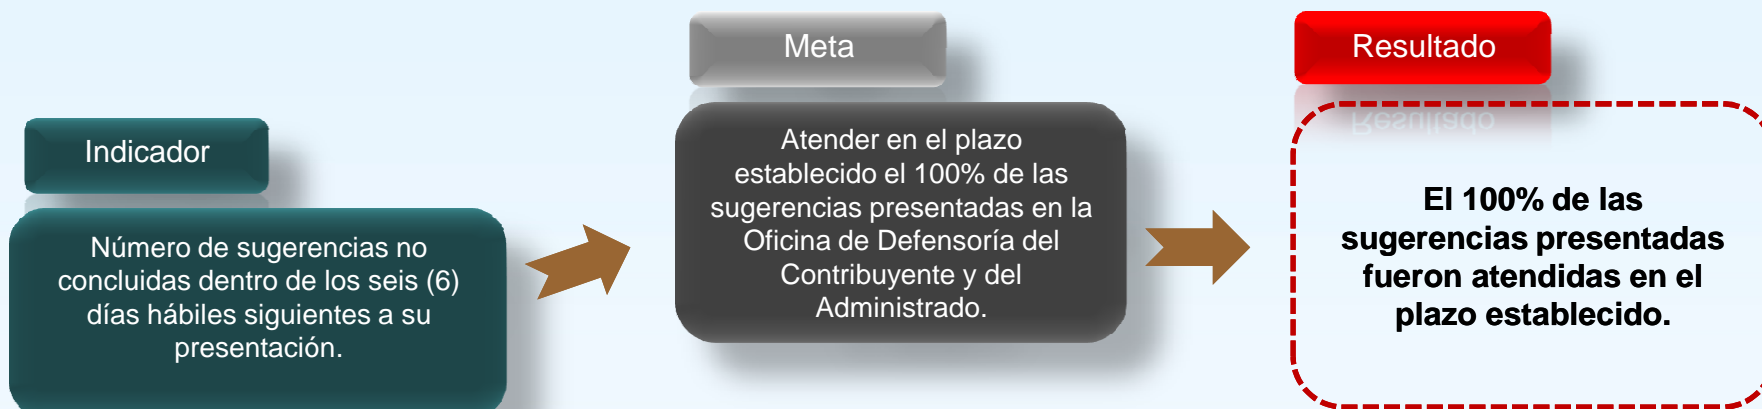 Indicador
Número de sugerencias no
concluidas dentro de los seis (6)
días hábiles siguientes a su
presentación.
Meta
Atender en el plazo
establecido el 100% de las
sugerencias presentadas en la
Oficina de Defensoría del
Contribuyente y del
Administrado.
Resultado
El 100% de las
sugerencias presentadas
fueron atendidas en el
plazo establecido.